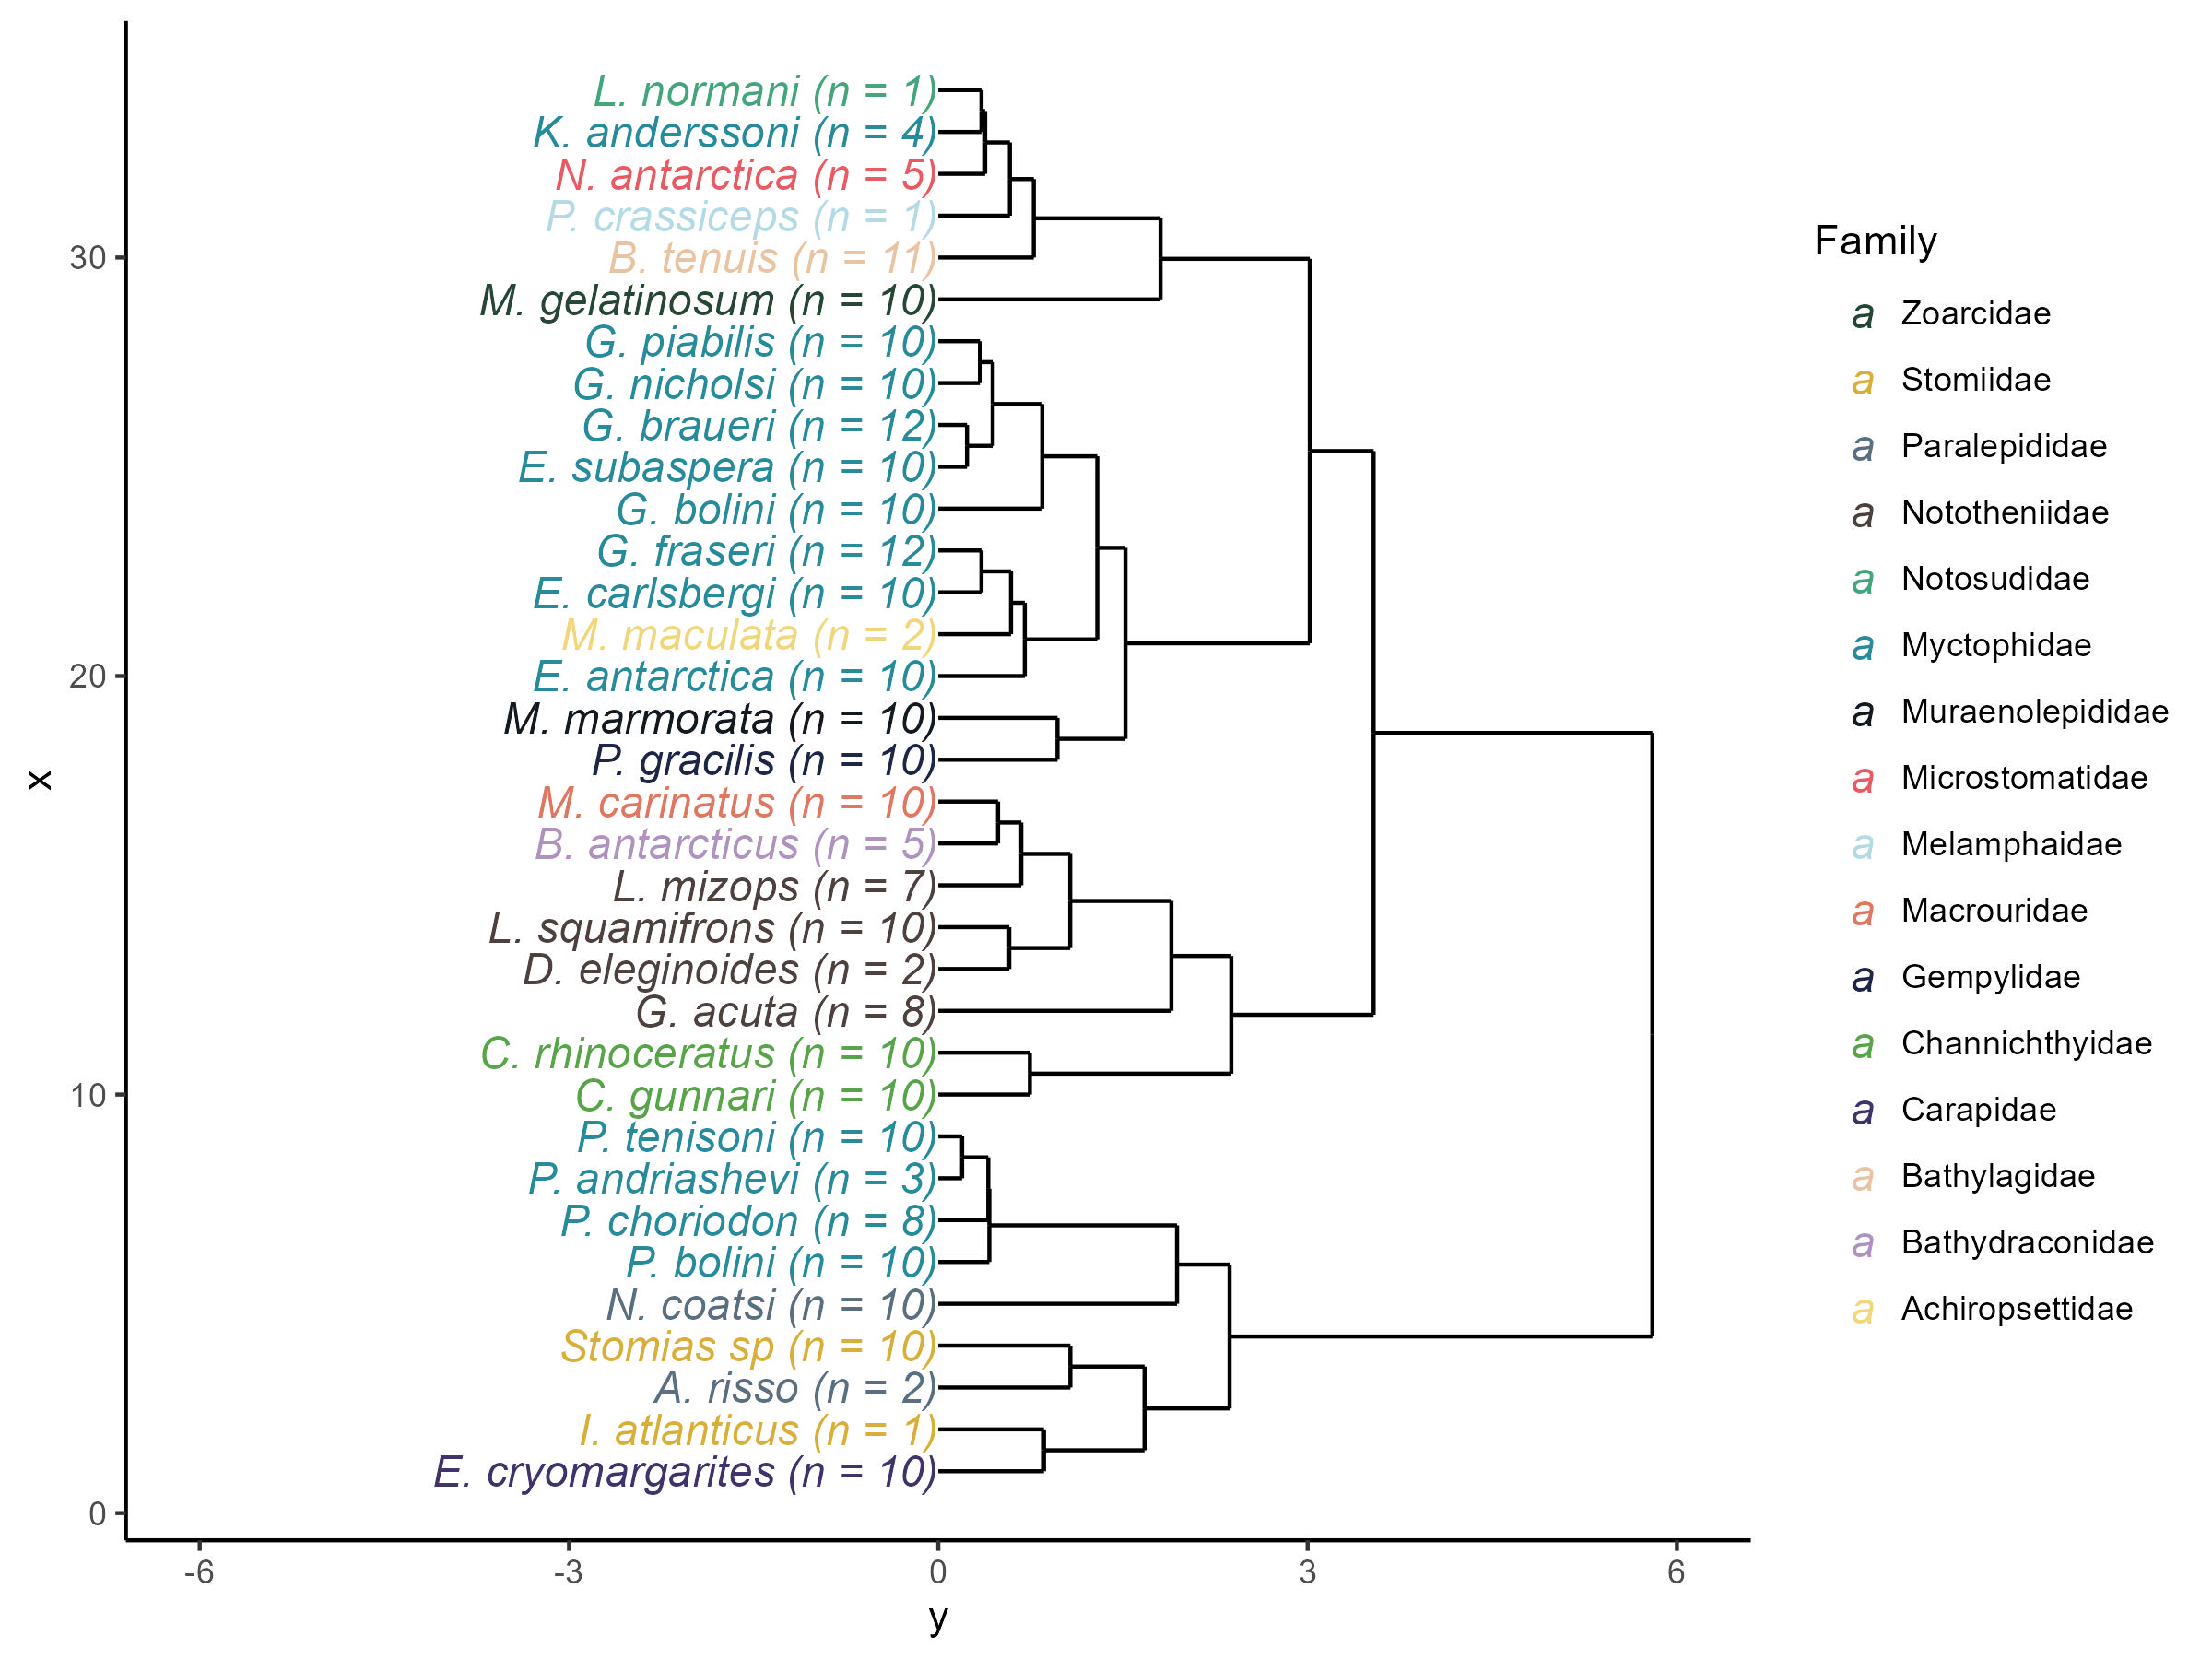 L. normani (n = 1)
K. anderssoni (n = 4)
N. antarctica (n = 5)
P. crassiceps (n = 1)
B. tenuis (n = 11)
M. gelatinosum (n = 10)
G. piabilis (n = 10)
G. nicholsi (n = 10)
G. braueri (n = 12)
E. subaspera (n = 10)
G. bolini (n = 10)
G. fraseri (n = 12)
E. carlsbergi (n = 10)
M. maculata (n = 2)
E. antarctica (n = 10)
M. marmorata (n = 10)
P. gracilis (n = 10)
M. carinatus (n = 10)
B. antarcticus (n = 5)
L. mizops (n = 7)
L. squamifrons (n = 10)
D. eleginoides (n = 2)
G. acuta (n = 8)
C. rhinoceratus (n = 10)
C. gunnari (n = 10)
P. tenisoni (n = 10)
P. andriashevi (n = 3)
P. choriodon (n = 8)
P. bolini (n = 10)
N. coatsi (n = 10)
Stomias sp (n = 10)
A. risso (n = 2)
I. atlanticus (n = 1)
E. cryomargarites (n = 10)
30
20
10
0
x
-6 -3 0 3 6
y
Family
a Zoarcidae
a Stomiidae
a Paralepididae
a Nototheniidae
a Notosudidae
a Myctophidae
a Muraenolepididae
a Microstomatidae
a Melamphaidae
a Macrouridae
a Gempylidae
a Channichthyidae
a Carapidae
a Bathylagidae
a Bathydraconidae
a Achiropsettidae